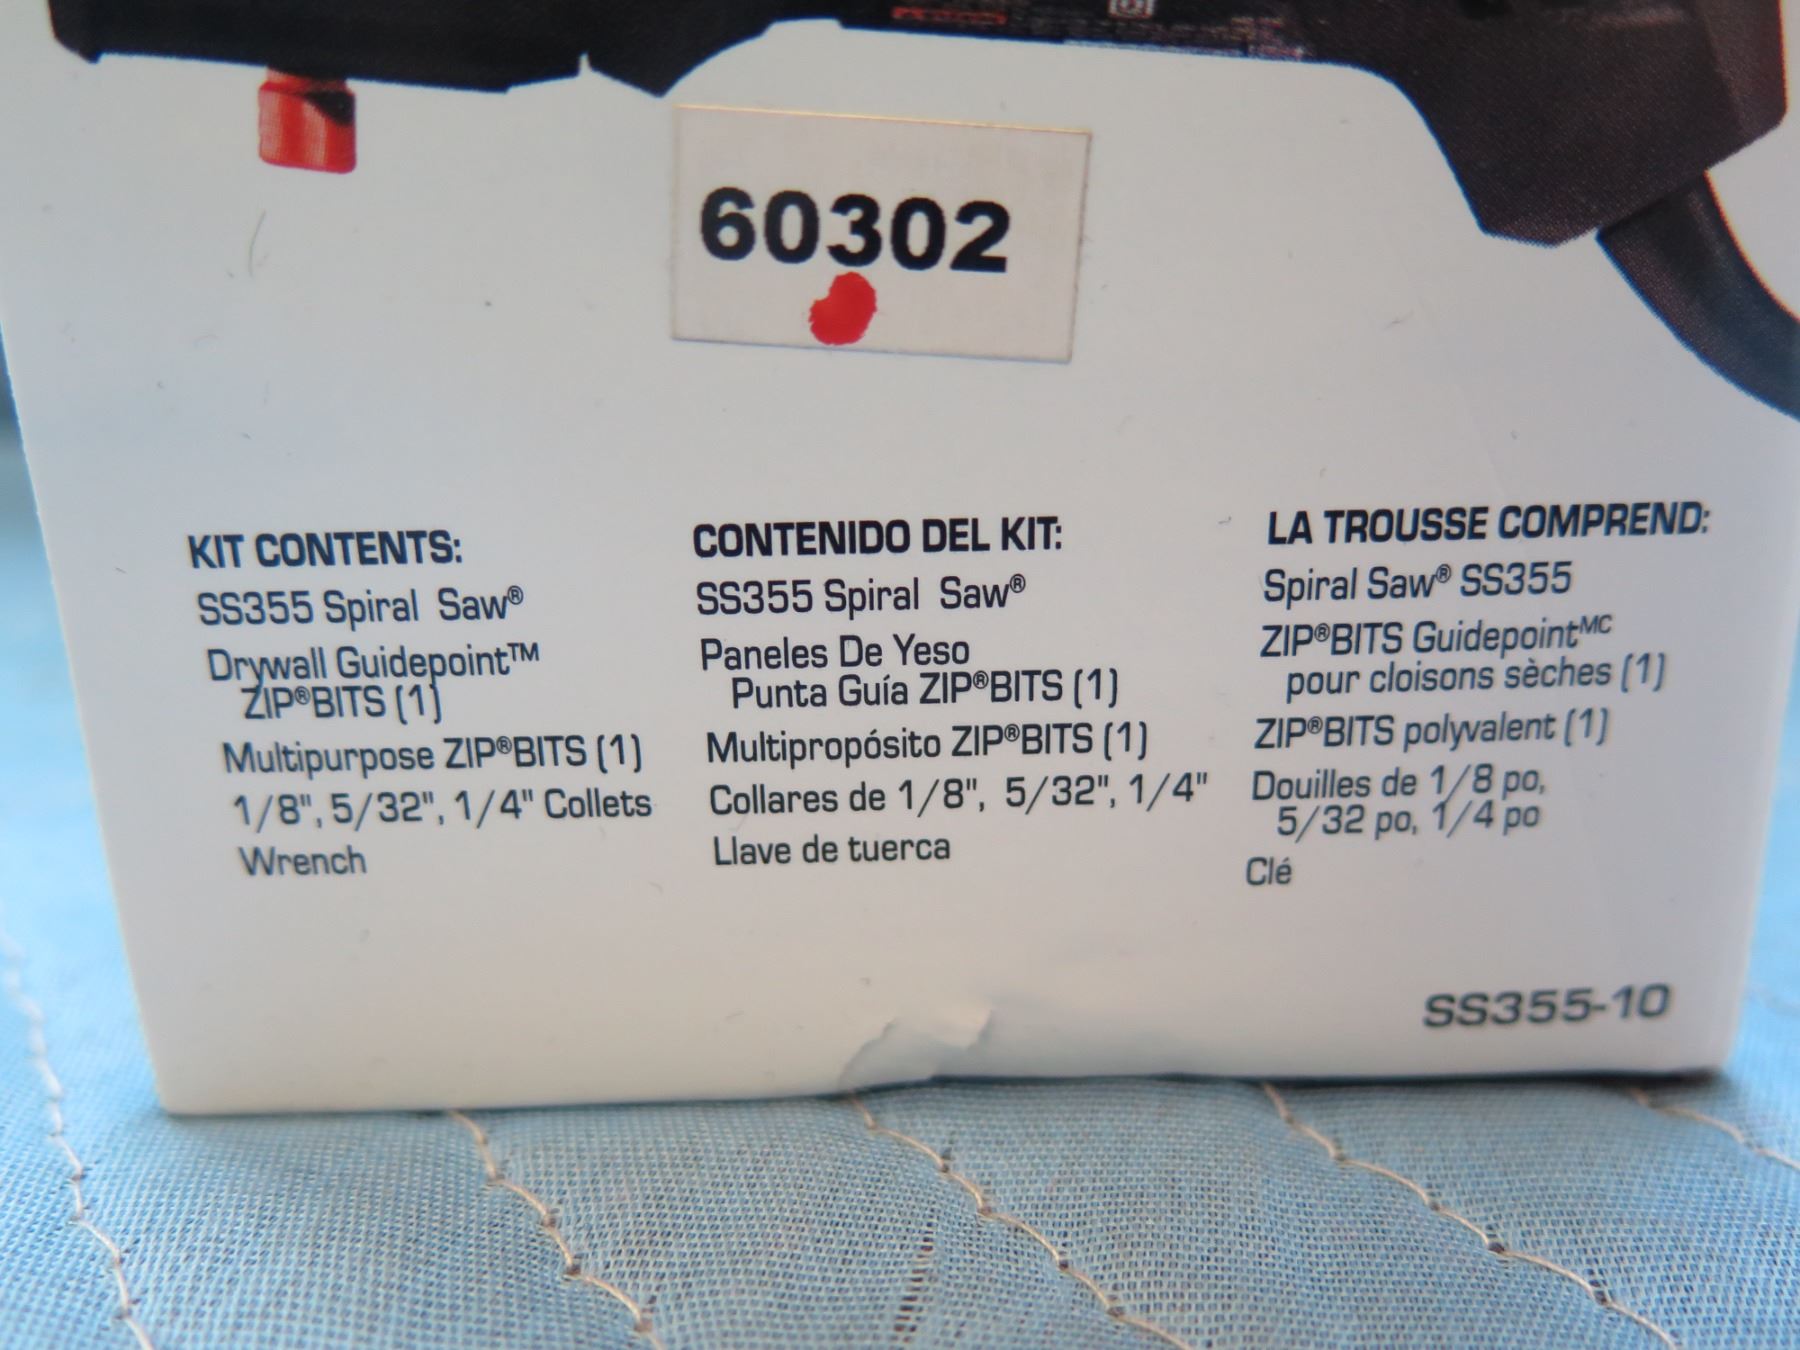 60302
KIT CONTENTS:
SS355 Spiral Saw®
Drywall Guidepoint™
ZIP®BITS (1)
Multipurpose ZIP®BITS (1)
1/8", 5/32", 1/4" Collets
Wrench
CONTENIDO DEL KIT:
SS355 Spiral Saw®
Paneles De Yeso
Punta Guía ZIP®BITS (1)
Multipropósito ZIP®BITS (1)
Collares de 1/8", 5/32", 1/4"
Llave de tuerca
LA TROUSSE COMPREND:
Spiral Saw® SS355
ZIP®BITS Guidepointᴹᶜ
pour cloisons sèches (1)
ZIP®BITS polyvalent (1)
Douilles de 1/8 po,
5/32 po, 1/4 po
Clé
SS355-10